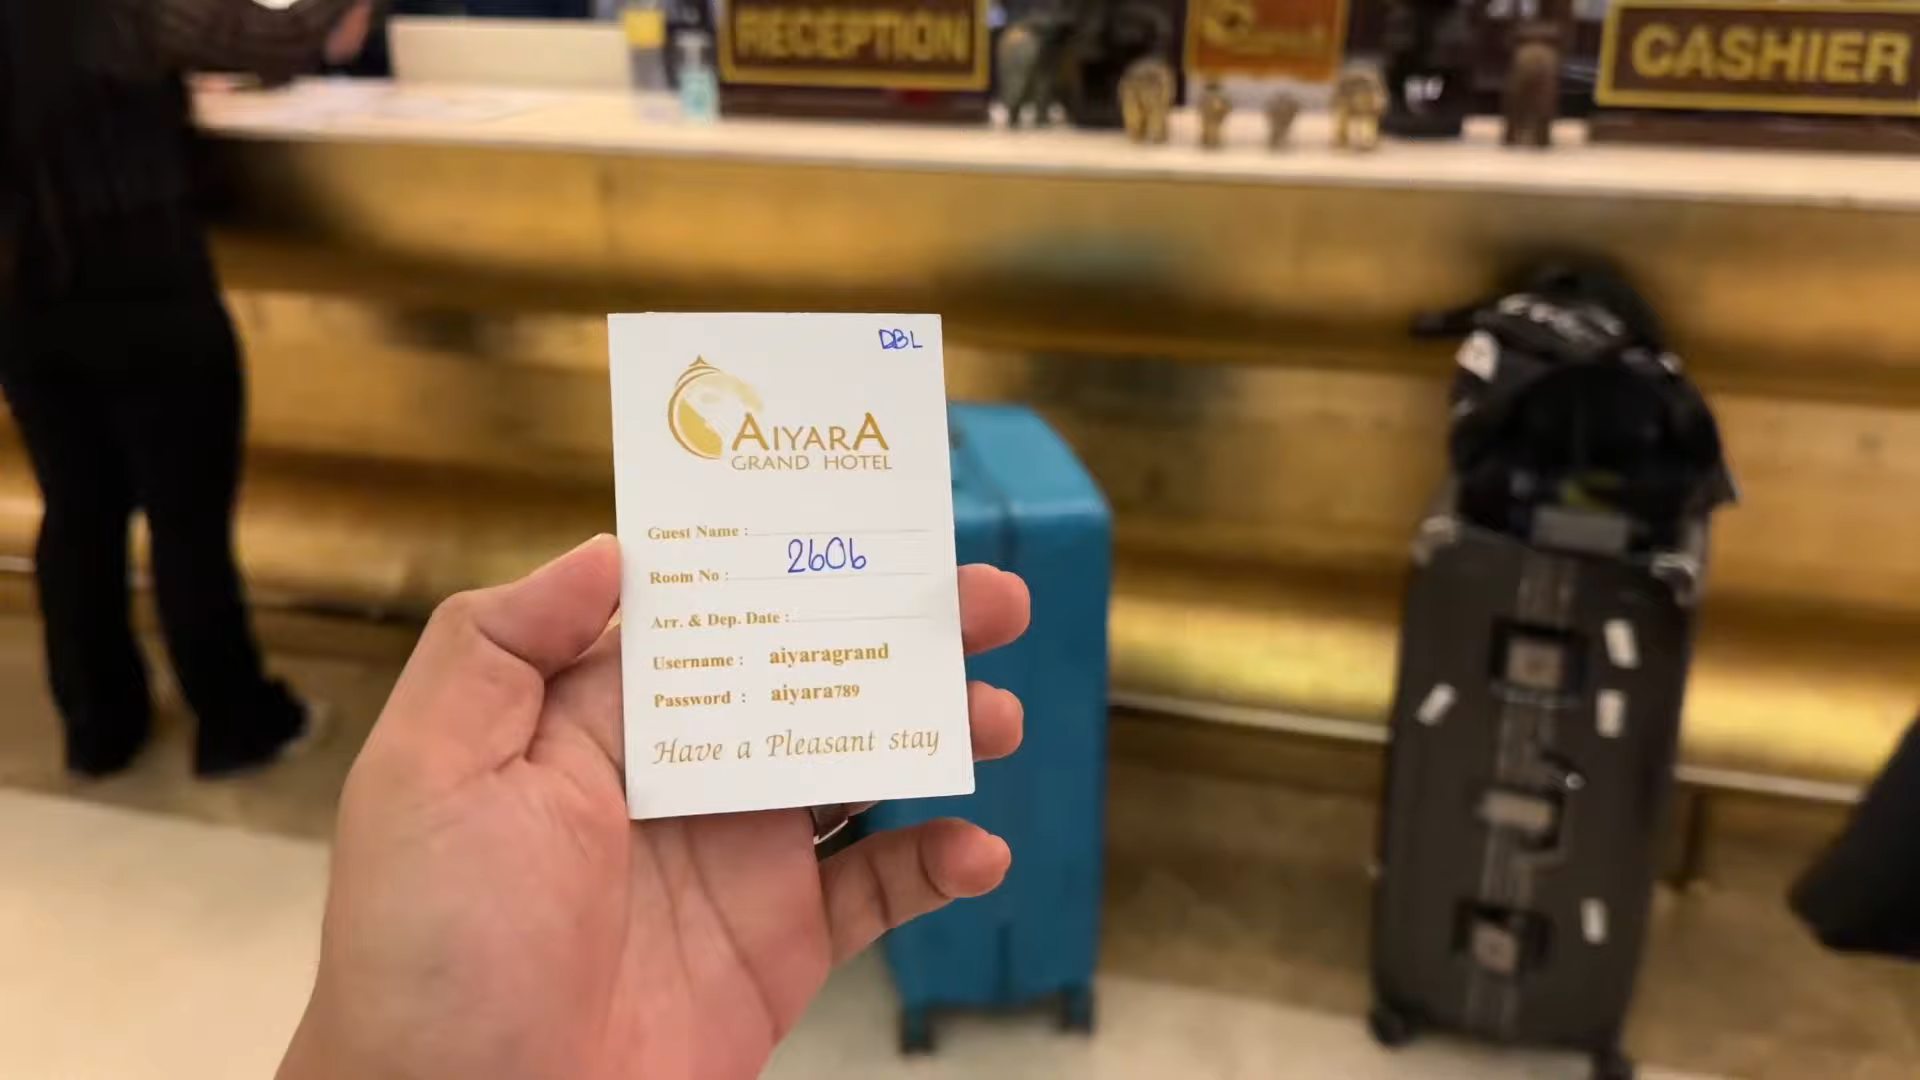 RECEPTION
CASHIER
DBL
AIYARA
GRAND HOTEL
Guest Name :
2606
Room No :
Arr. & Dep. Date :
Username : aiyaragrand
Password : aiyara789
Have a Pleasant stay